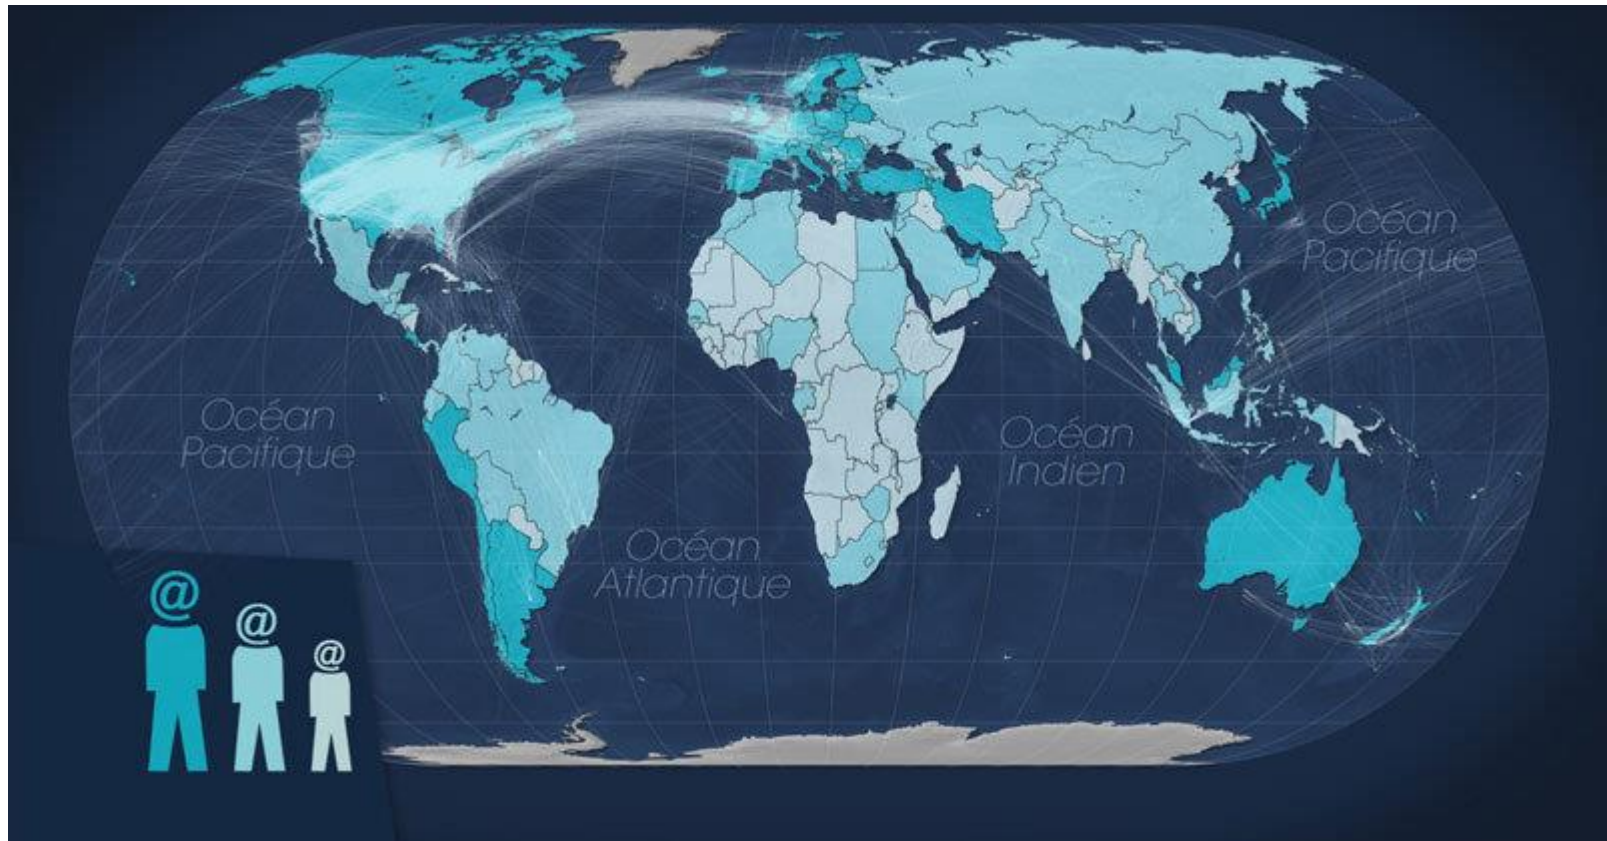 Océan
Pacifique
Océan
Pacifique
Océan
Indien
Océan
Atlantique
@
@
@